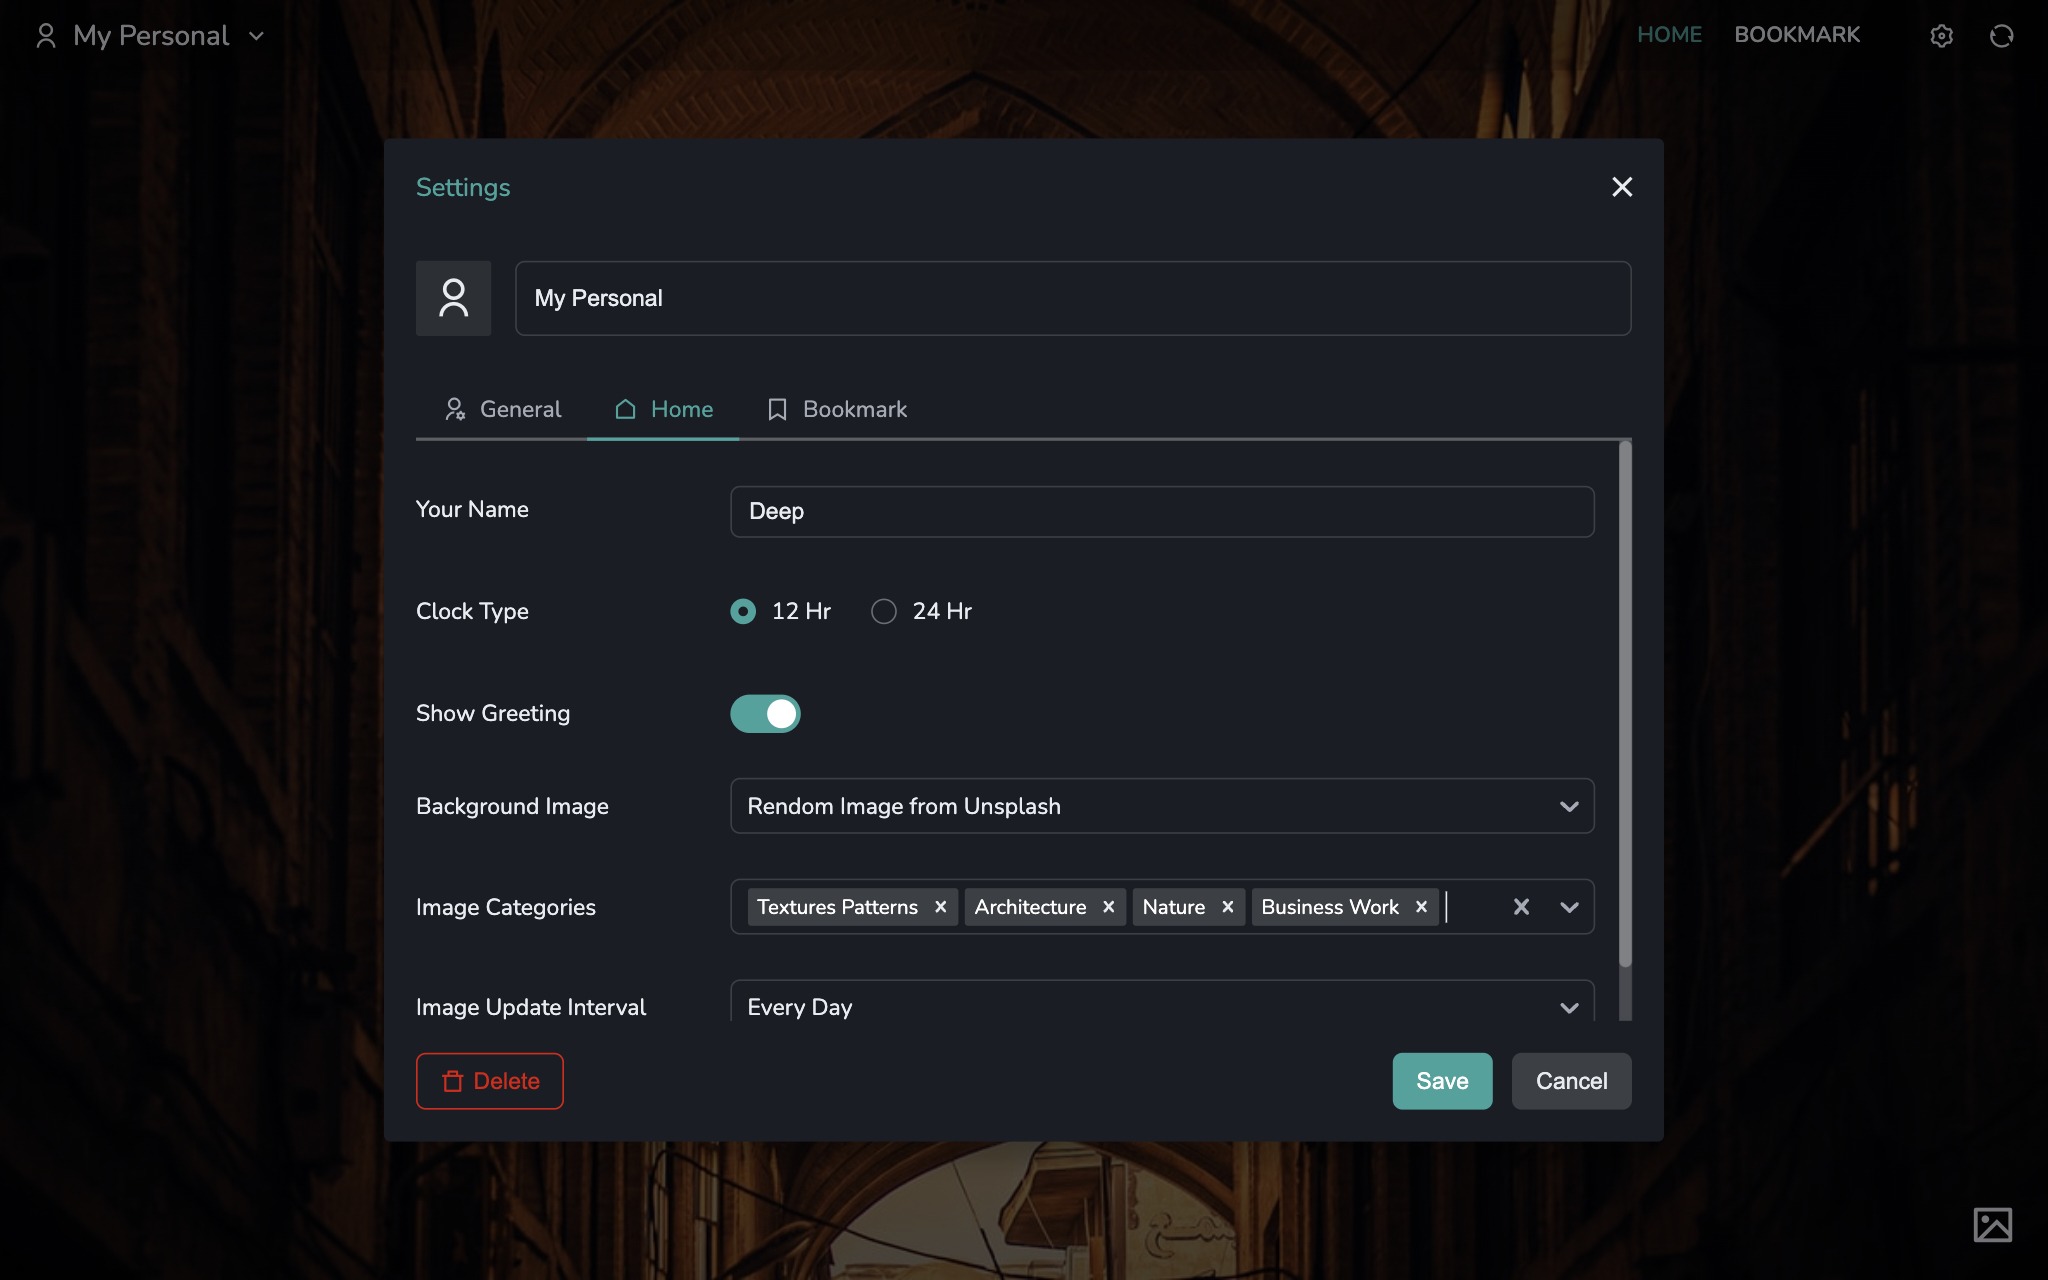 My Personal
HOME BOOKMARK
Settings
My Personal
General Home Bookmark
Your Name Deep
Clock Type 12 Hr 24 Hr
Show Greeting
Background Image Rendom Image from Unsplash
Image Categories Textures Patterns Architecture Nature Business Work
Image Update Interval Every Day
Delete Save Cancel